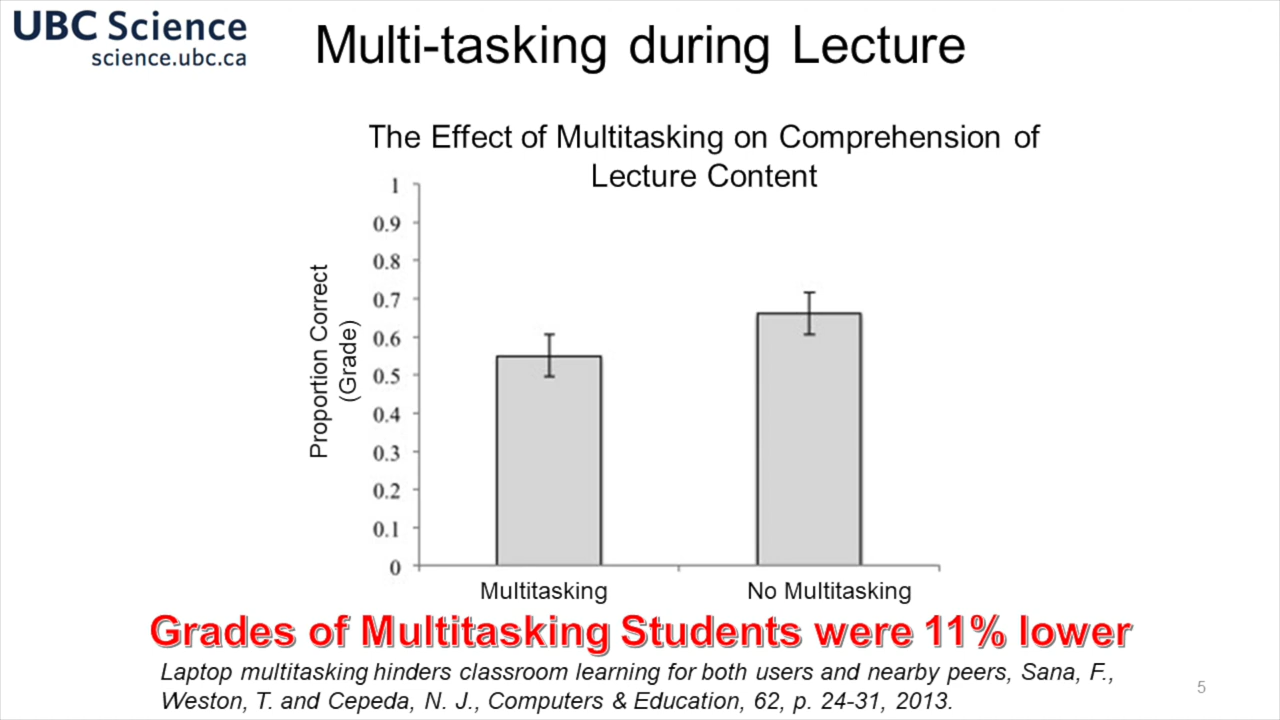 UBC Science
science.ubc.ca
Multi-tasking during Lecture
The Effect of Multitasking on Comprehension of
Lecture Content
Proportion Correct
(Grade)
1
0.9
0.8
0.7
0.6
0.5
0.4
0.3
0.2
0.1
0
Multitasking
No Multitasking
Grades of Multitasking Students were 11% lower
Laptop multitasking hinders classroom learning for both users and nearby peers, Sana, F.,
Weston, T. and Cepeda, N. J., Computers & Education, 62, p. 24-31, 2013.
5